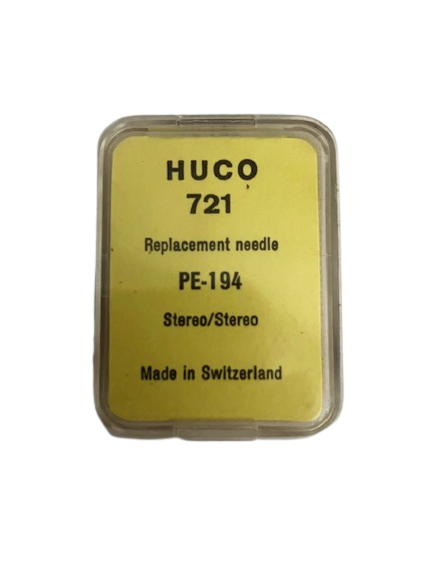 HUCO
721
Replacement needle
PE-194
Stereo/Stereo
Made in Switzerland